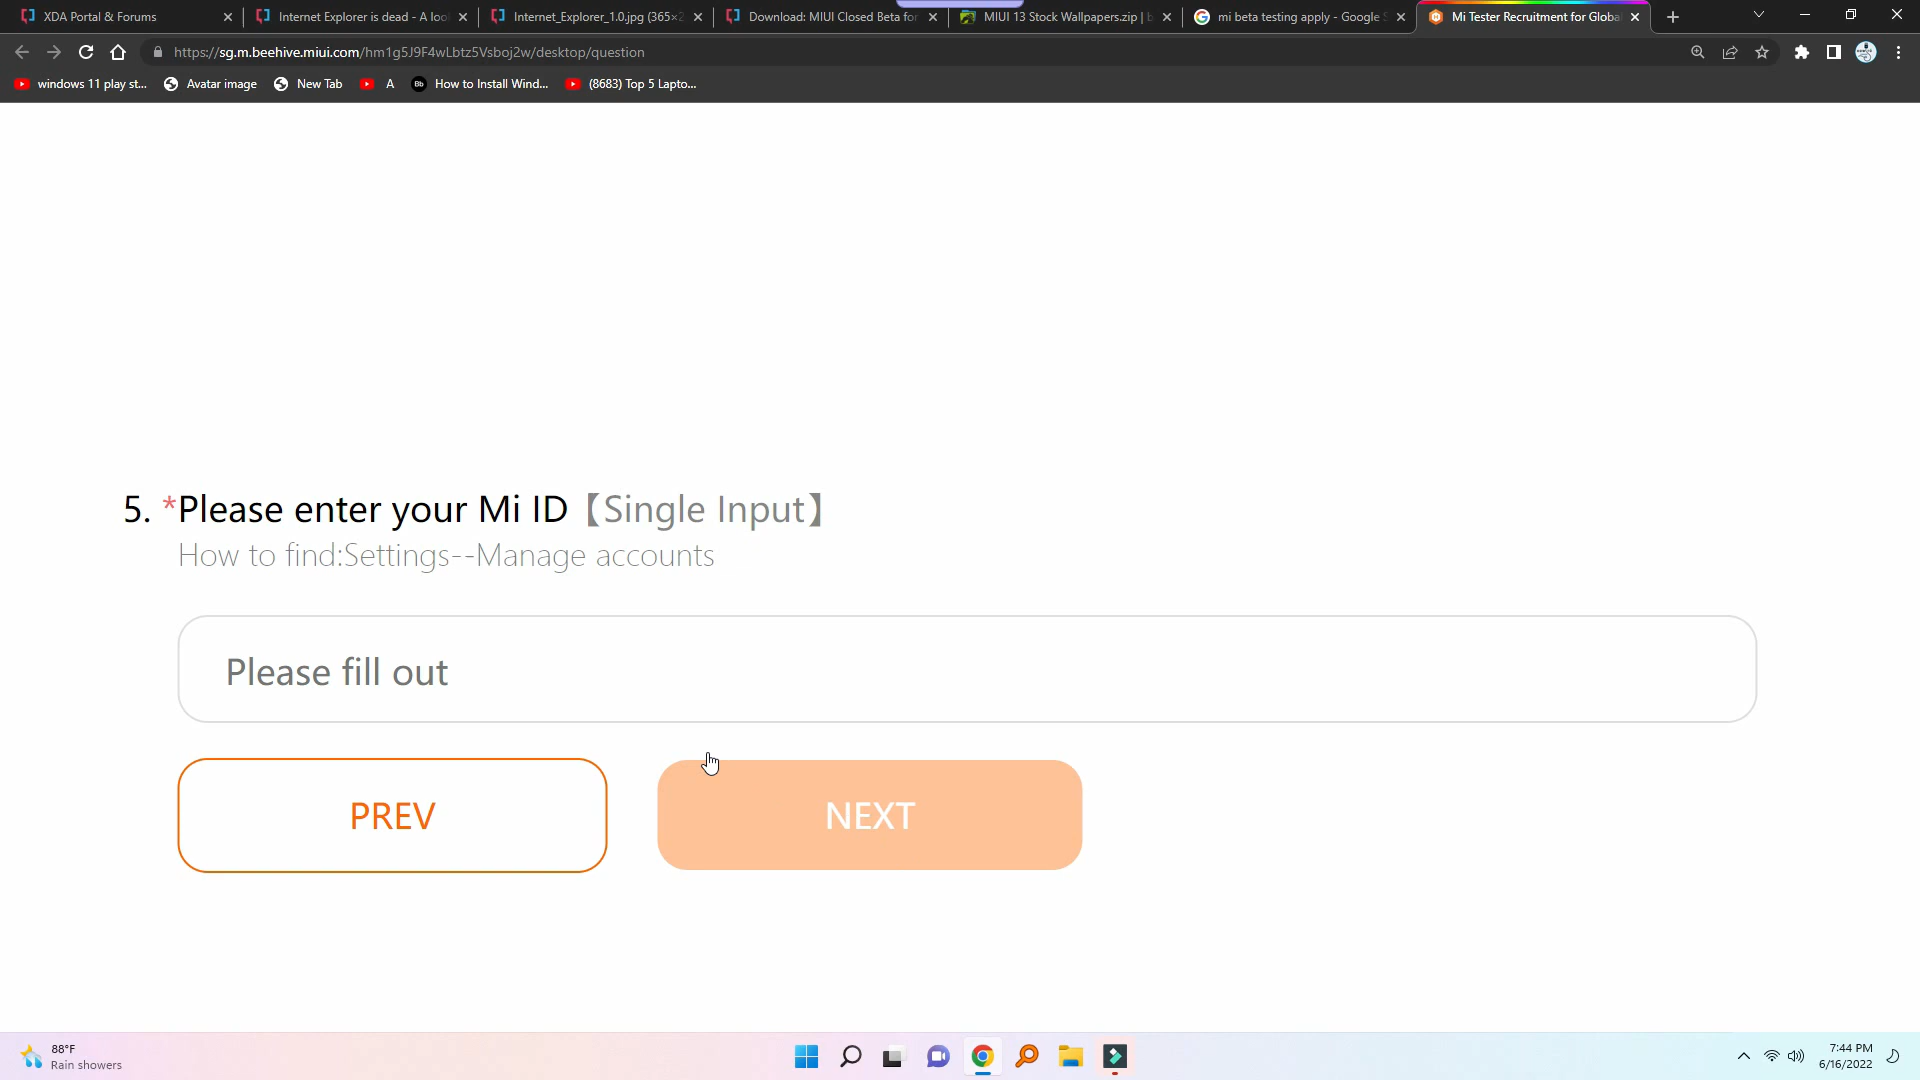 XDA Portal & Forums
Internet Explorer is dead - A loo
Internet_Explorer_1.0.jpg (365×2
Download: MIUI Closed Beta for
MIUI 13 Stock Wallpapers.zip | b
mi beta testing apply - Google S
Mi Tester Recruitment for Globa
https://sg.m.beehive.miui.com/hm1g5J9F4wLbtz5Vsboj2w/desktop/question
windows 11 play st...
Avatar image
New Tab
A
Bb
How to Install Wind...
(8683) Top 5 Lapto...
5. *Please enter your Mi ID【Single Input】
How to find:Settings--Manage accounts
Please fill out
PREV
NEXT
88°F
Rain showers
7:44 PM
6/16/2022